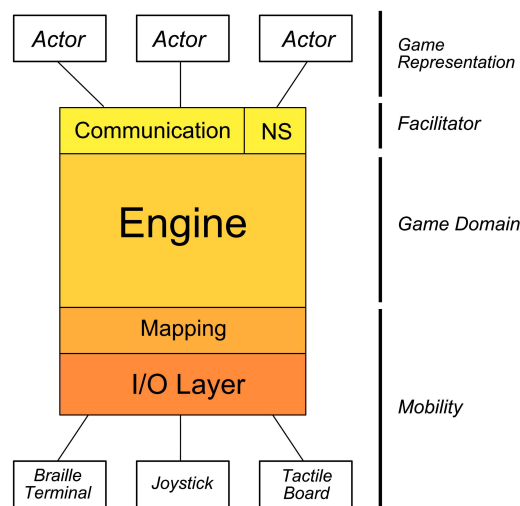 Actor
Actor
Actor
Game
Representation
Communication
NS
Facilitator
Engine
Game Domain
Mapping
I/O Layer
Mobility
Braille
Terminal
Joystick
Tactile
Board